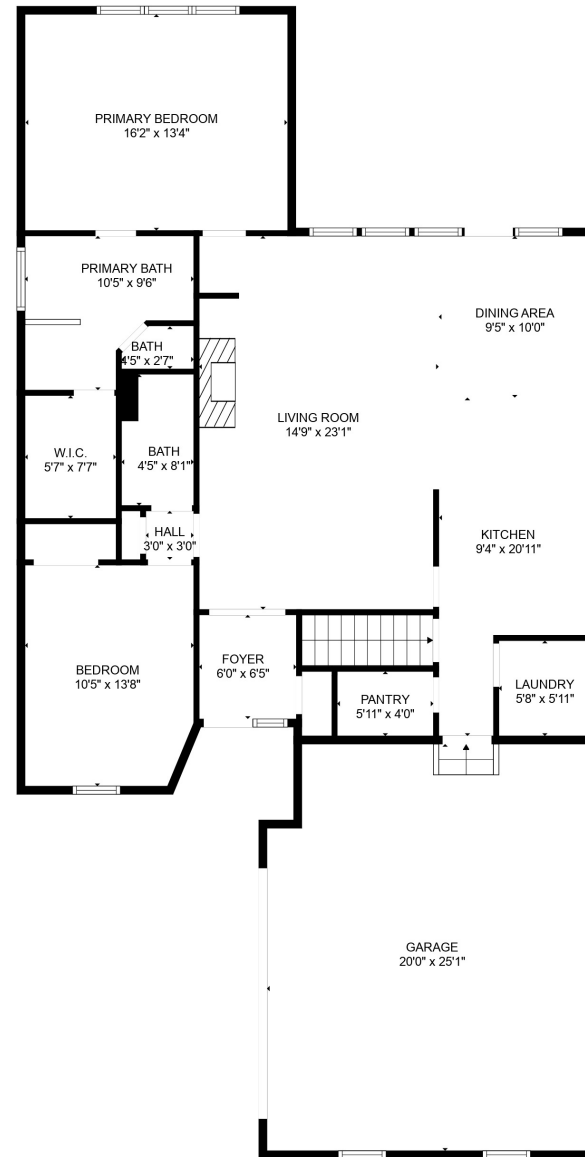 PRIMARY BEDROOM
16'2" x 13'4"
PRIMARY BATH
10'5" x 9'6"
DINING AREA
9'5" x 10'0"
BATH
4'5" x 2'7"
LIVING ROOM
14'9" x 23'1"
W.I.C.
5'7" x 7'7"
BATH
4'5" x 8'1"
HALL
3'0" x 3'0"
KITCHEN
9'4" x 20'11"
FOYER
6'0" x 6'5"
BEDROOM
10'5" x 13'8"
PANTRY
5'11" x 4'0"
LAUNDRY
5'8" x 5'11"
GARAGE
20'0" x 25'1"